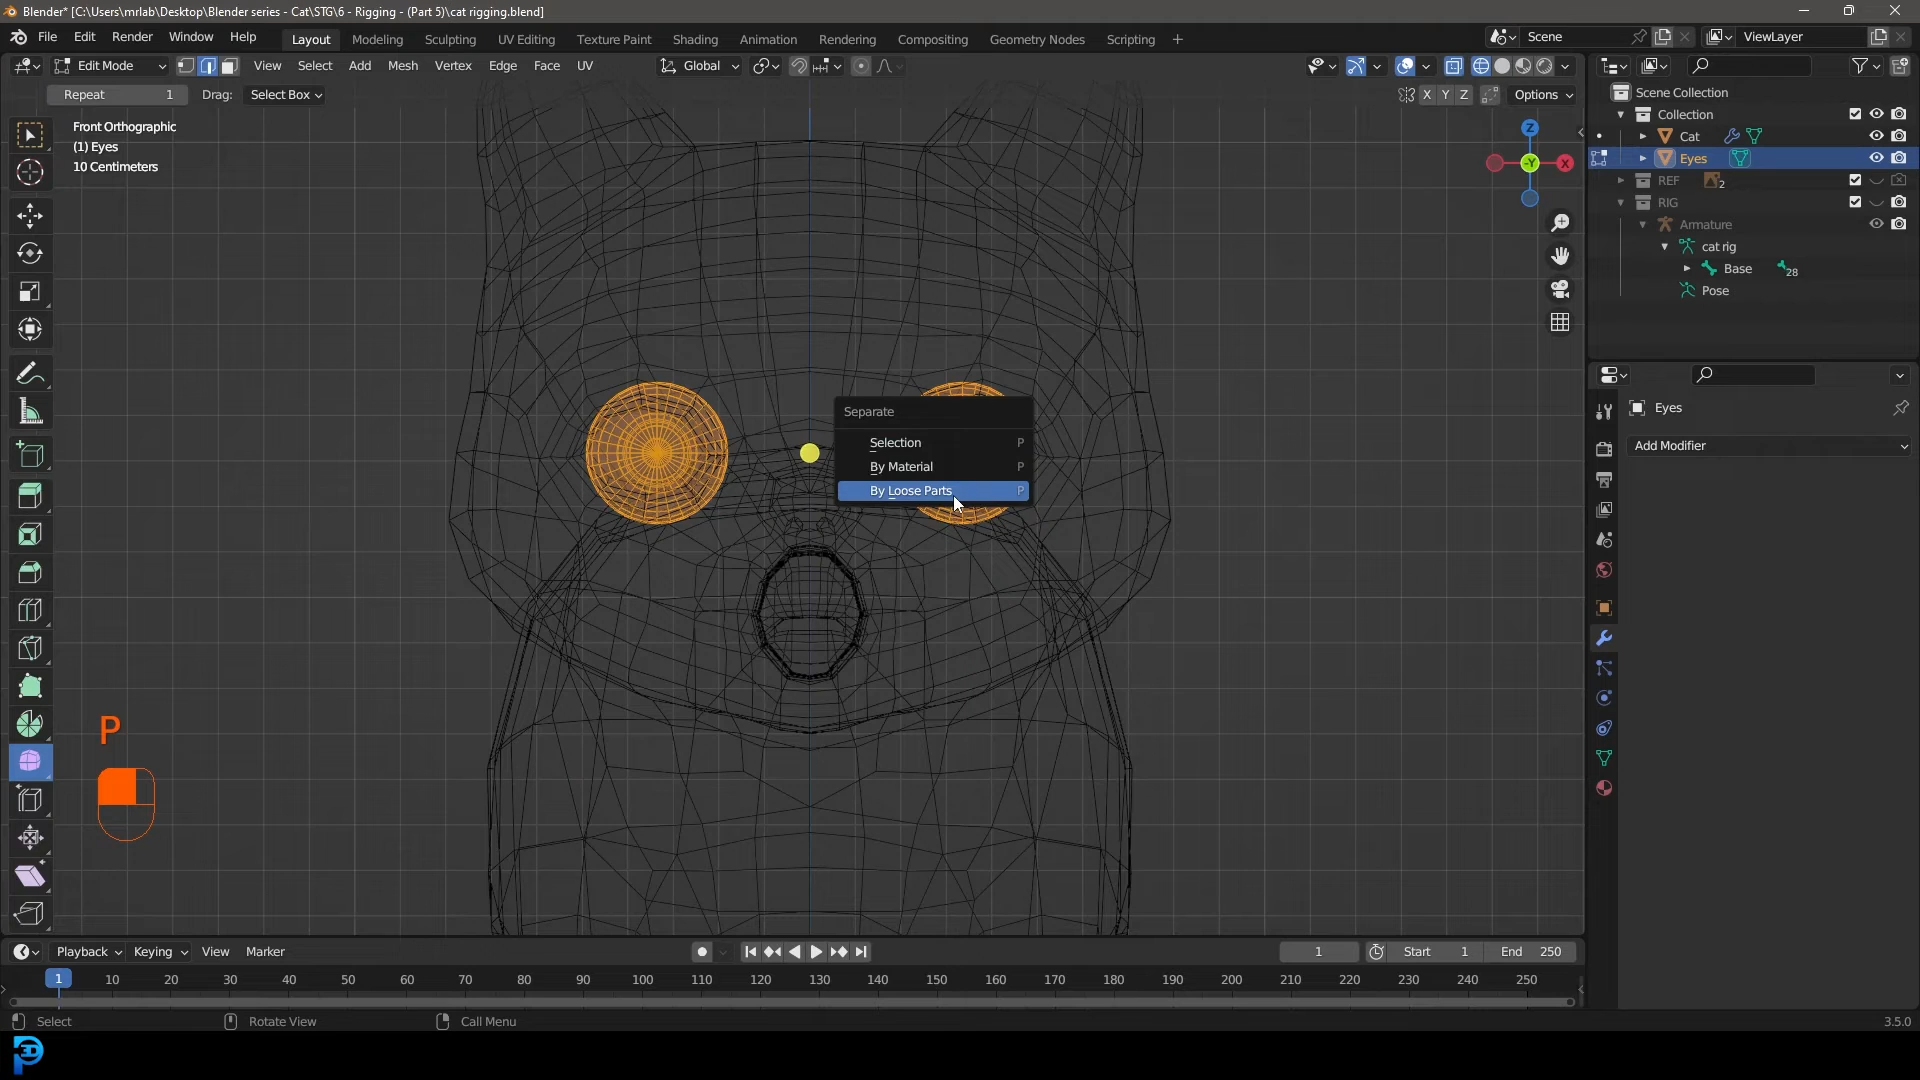 Blender* [C:\Users\mrlab\Desktop\Blender series - Cat\STG\6 - Rigging - (Part 5)\cat rigging.blend]
File Edit Render Window Help Layout Modeling Sculpting UV Editing Texture Paint Shading Animation Rendering Compositing Geometry Nodes Scripting + Scene ViewLayer
Edit Mode View Select Add Mesh Vertex Edge Face UV Global
Repeat 1 Drag: Select Box X Y Z Options
Front Orthographic
(1) Eyes
10 Centimeters
Z
-Y X
Scene Collection
Collection
Cat
Eyes
REF 2
RIG
Armature
cat rig
Base 28
Pose
Eyes
Add Modifier
Separate
Selection P
By Material P
By Loose Parts P
P
Playback Keying View Marker 1 Start 1 End 250
1 10 20 30 40 50 60 70 80 90 100 110 120 130 140 150 160 170 180 190 200 210 220 230 240 250
Select Rotate View Call Menu 3.5.0